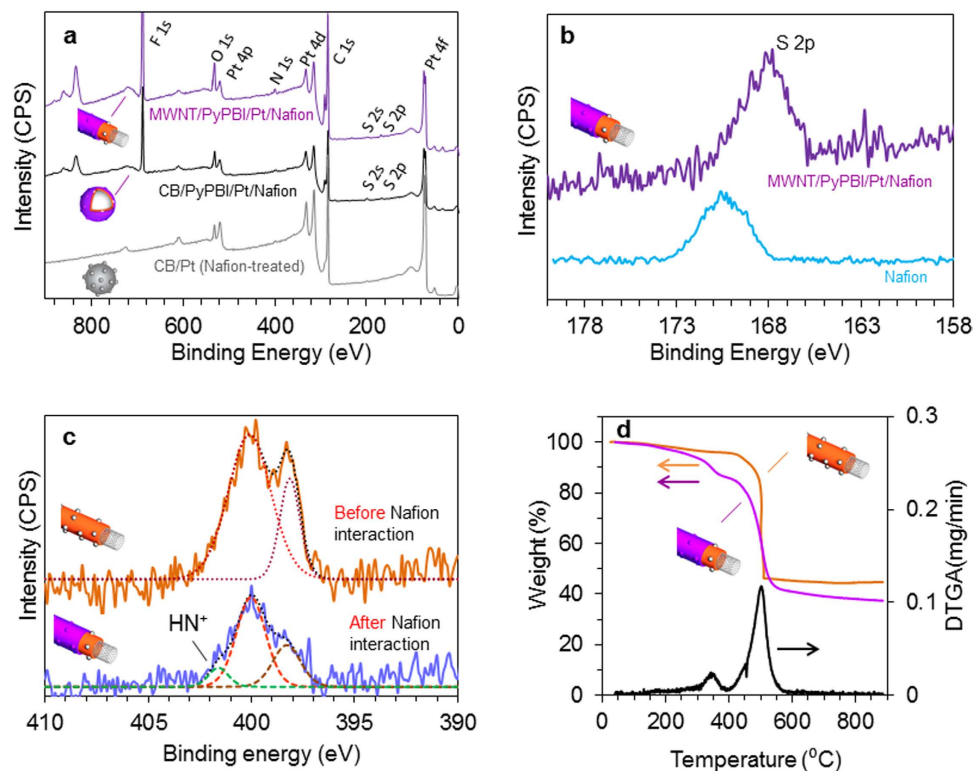 a
F 1s
O 1s
Pt 4p
N 1s
Pt 4d
C 1s
Pt 4f
MWNT/PyPBI/Pt/Nafion
S 2s
S 2p
CB/PyPBI/Pt/Nafion
S 2s
S 2p
CB/Pt (Nafion-treated)
Intensity (CPS)
800 600 400 200 0
Binding Energy (eV)
b
S 2p
MWNT/PyPBI/Pt/Nafion
Nafion
Intensity (CPS)
178 173 168 163 158
Binding Energy (eV)
c
Before Nafion
interaction
HN+
After Nafion
interaction
Intensity (CPS)
410 405 400 395 390
Binding energy (eV)
d
100
80
60
40
20
0
Weight (%)
0.3
0.2
0.1
0
DTGA(mg/min)
0 200 400 600 800
Temperature (⁰C)